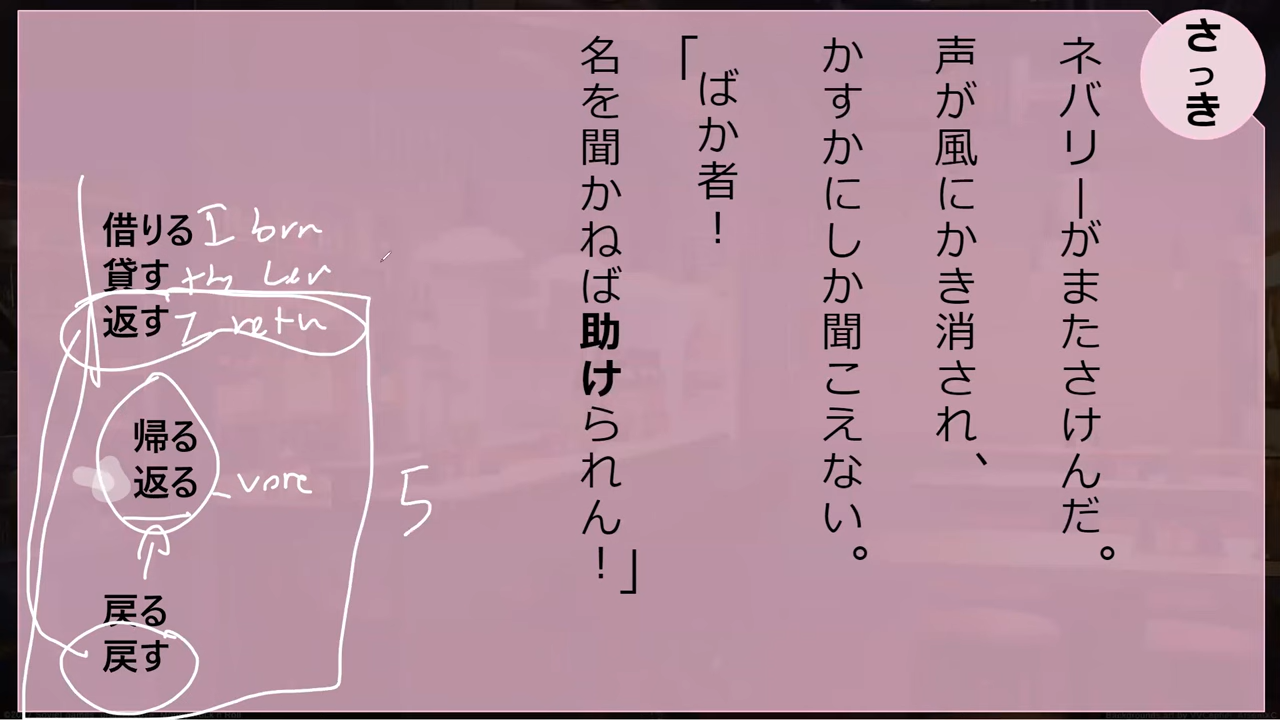 さっき
ネバリーがまたさけんだ。
声が風にかき消され、
かすかにしか聞こえない。
「ばか者！
名を聞かねば助けられん！」
借りる I
貸す
返す I
帰る
返る
戻る
戻す
5